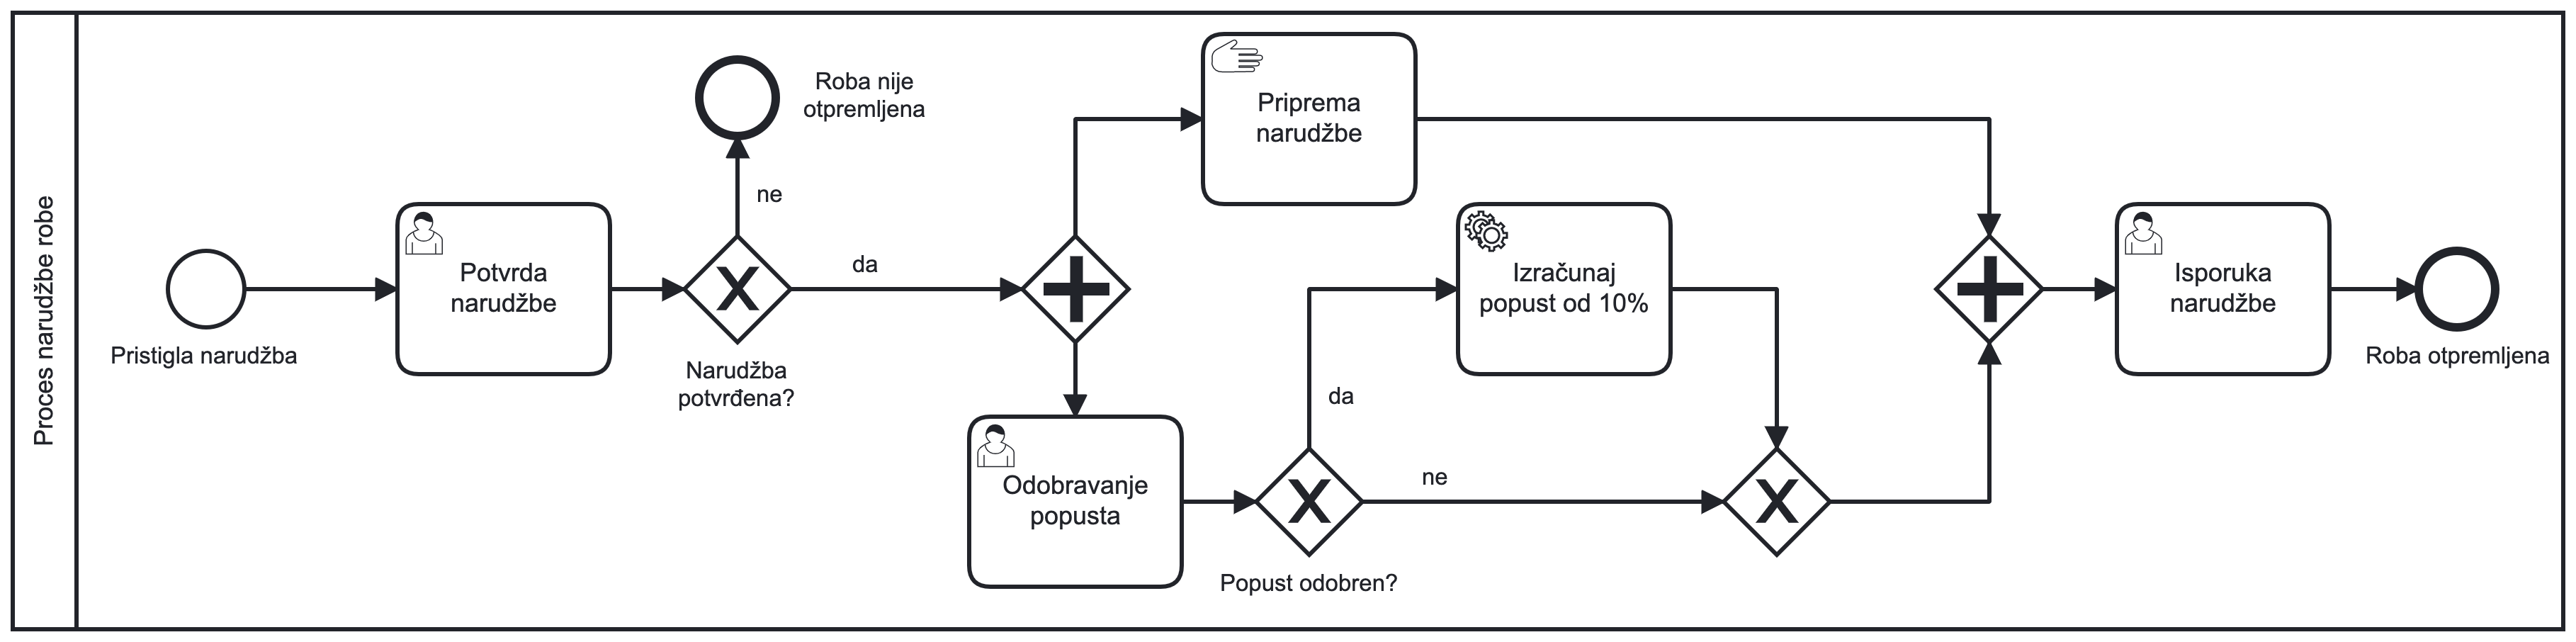 Proces narudžbe robe
Pristigla narudžba
Potvrda
narudžbe
Roba nije
otpremljena
ne
da
Narudžba
potvrđena?
Priprema
narudžbe
Odobravanje
popusta
da
ne
Popust odobren?
Izračunaj
popust od 10%
Isporuka
narudžbe
Roba otpremljena